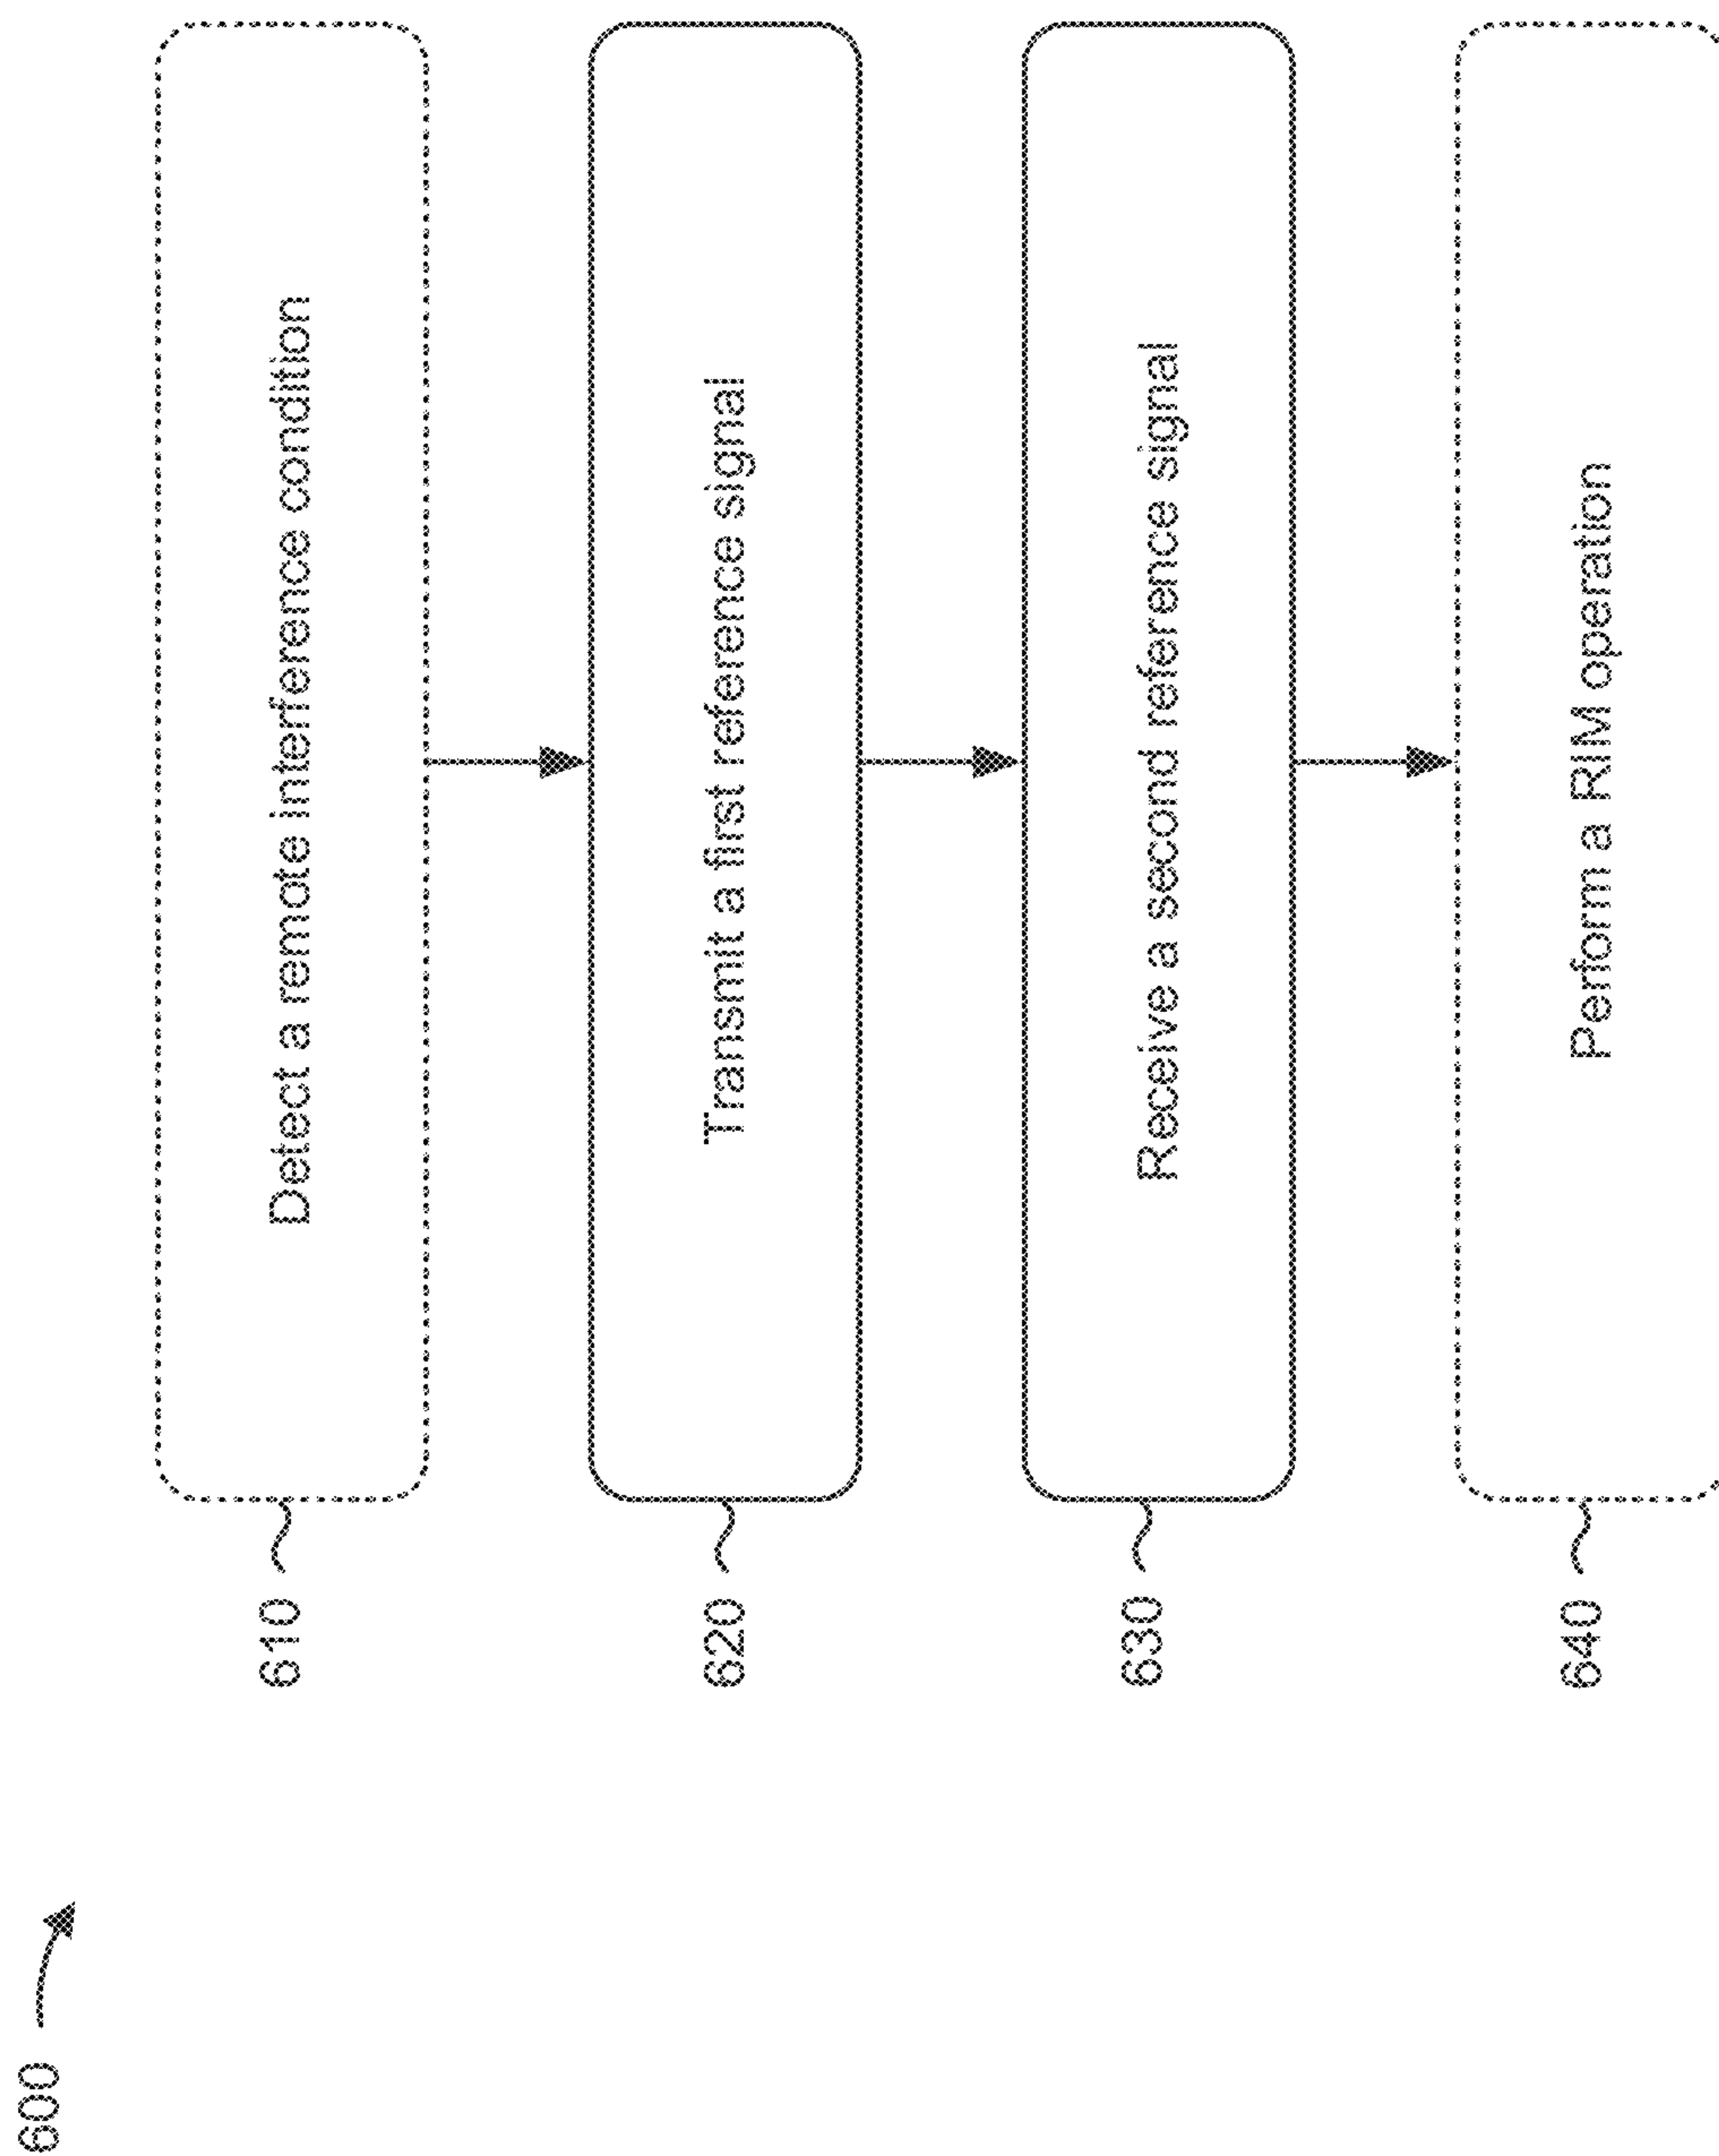 600
610
Detect a remote interference condition
620
Transmit a first reference signal
630
Receive a second reference signal
640
Perform a RIM operation